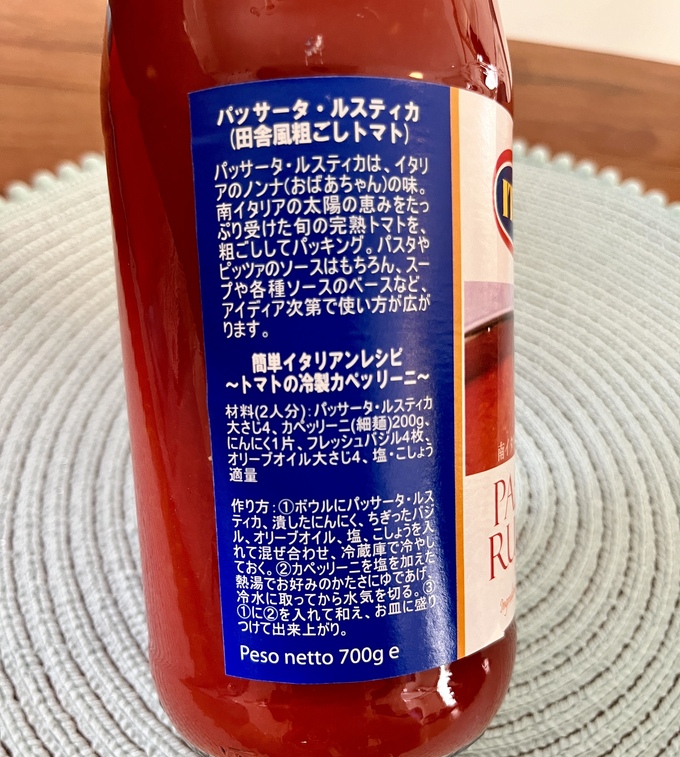 パッサータ・ルスティカ
(田舎風粗ごしトマト)
パッサータ・ルスティカは、イタリ
アのノンナ(おばあちゃん)の味。
南イタリアの太陽の恵みをたっ
ぷり受けた旬の完熟トマトを、
粗ごししてパッキング。パスタや
ピッツァのソースはもちろん、スー
プや各種ソースのベースなど、
アイディア次第で使い方が広が
ります。
簡単イタリアンレシピ
~トマトの冷製カペッリーニ~
材料(2人分):パッサータ・ルスティカ
大さじ4、カペッリーニ(細麺)200g、
にんにく1片、フレッシュバジル4枚、
オリーブオイル大さじ4、塩・こしょう
適量
作り方:①ボウルにパッサータ・ルス
ティカ、潰したにんにく、ちぎったバジ
ル、オリーブオイル、塩、こしょうを入
れて混ぜ合わせ、冷蔵庫で冷やし
ておく。②カペッリーニを塩を加えた
熱湯でお好みのかたさにゆであげ、
冷水に取ってから水気を切る。③
①に②を入れて和え、お皿に盛り
つけて出来上がり。
Peso netto 700g e
南イ
PA
RU